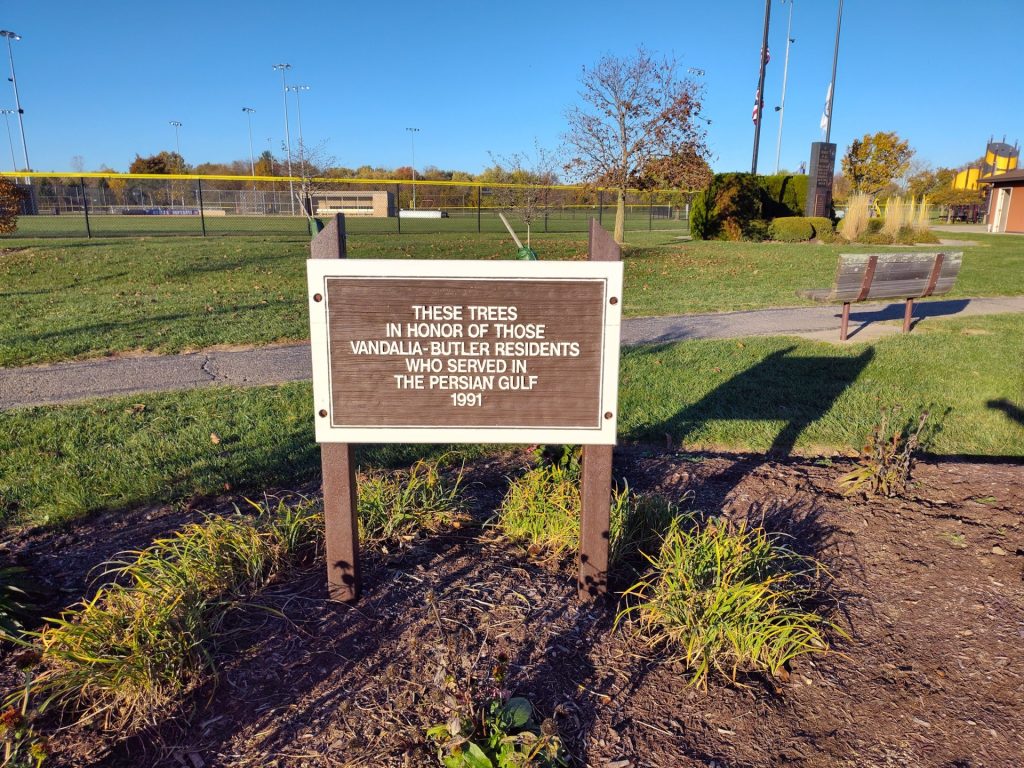 THESE TREES
IN HONOR OF THOSE
VANDALIA-BUTLER RESIDENTS
WHO SERVED IN
THE PERSIAN GULF
1991